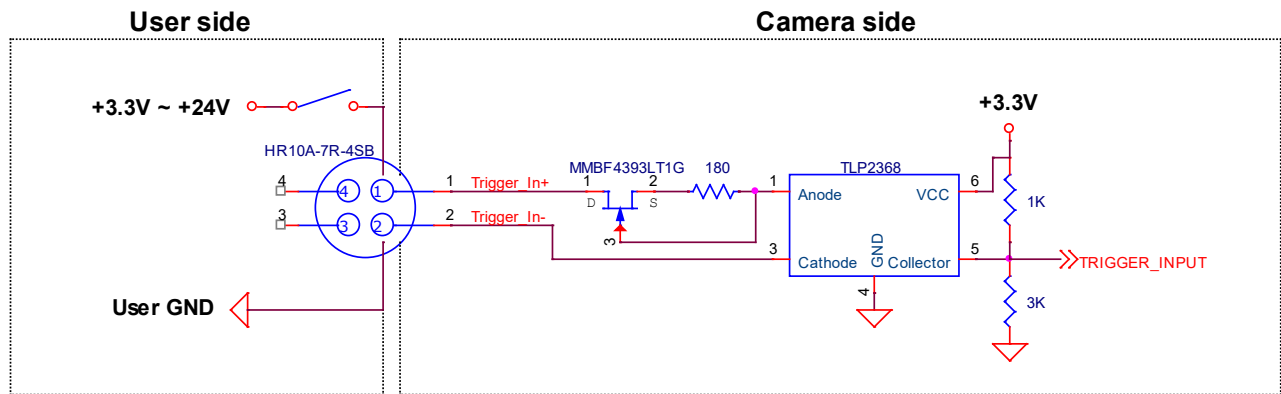 User side
Camera side
+3.3V ~ +24V
+3.3V
HR10A-7R-4SB
MMBF4393LT1G
180
TLP2368
4
4
1
1
Trigger_In+
1
2
D
S
3
1
Anode
VCC
6
1K
3
3
2
2
Trigger_In-
3
Cathode
GND
Collector
5
TRIGGER_INPUT
4
3K
User GND